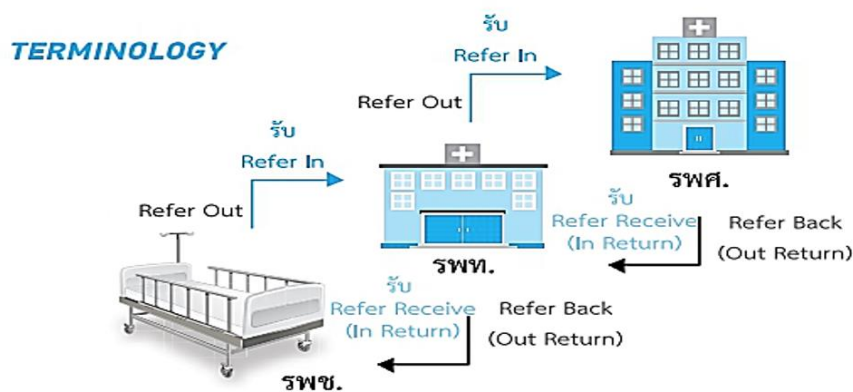 TERMINOLOGY
รับ
Refer In
Refer Out
รับ
Refer In
Refer Out
รพศ.
รับ
Refer Receive
(In Return)
Refer Back
(Out Return)
รพท.
รับ
Refer Receive
(In Return)
Refer Back
(Out Return)
รพช.